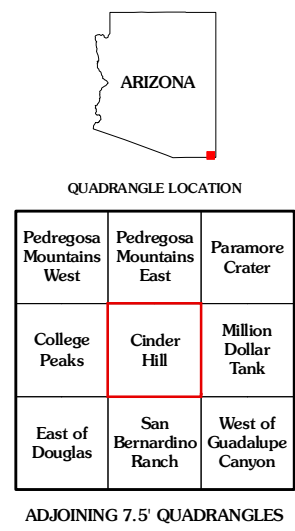 ARIZONA
QUADRANGLE LOCATION
Pedregosa
Mountains
West
Pedregosa
Mountains
East
Paramore
Crater
College
Peaks
Cinder
Hill
Million
Dollar
Tank
East of
Douglas
San
Bernardino
Ranch
West of
Guadalupe
Canyon
ADJOINING 7.5' QUADRANGLES